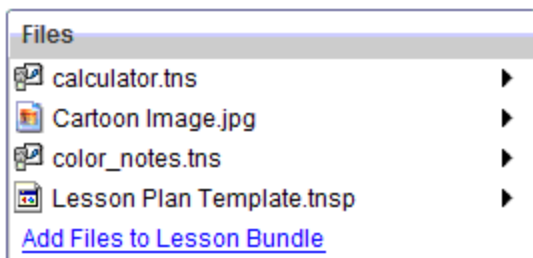 Files
calculator.tns
Cartoon Image.jpg
color_notes.tns
Lesson Plan Template.tnsp
Add Files to Lesson Bundle